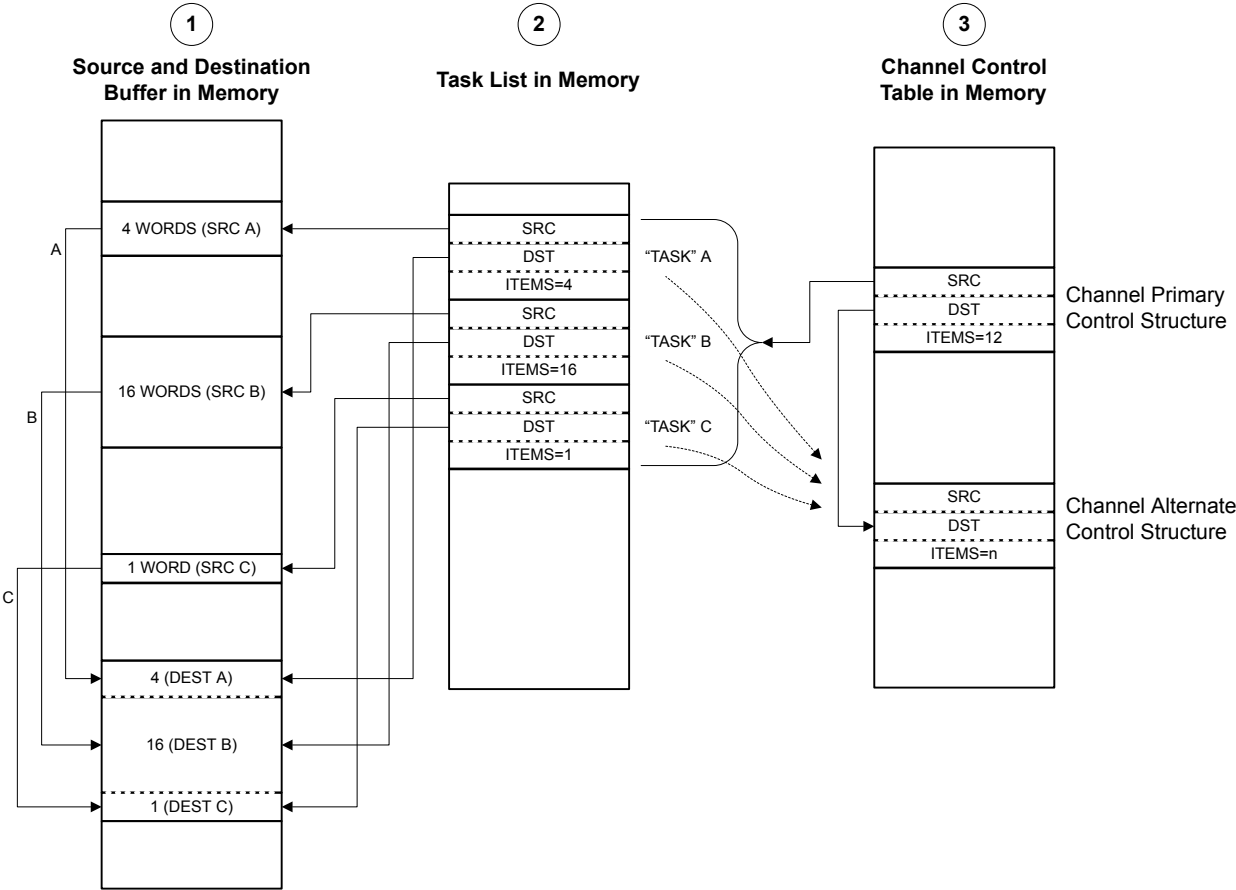 1
Source and Destination
Buffer in Memory
4 WORDS (SRC A)
16 WORDS (SRC B)
1 WORD (SRC C)
4 (DEST A)
16 (DEST B)
1 (DEST C)
A
B
C
2
Task List in Memory
SRC
DST
ITEMS=4
SRC
DST
ITEMS=16
SRC
DST
ITEMS=1
“TASK” A
“TASK” B
“TASK” C
3
Channel Control
Table in Memory
SRC
DST
ITEMS=12
Channel Primary
Control Structure
SRC
DST
ITEMS=n
Channel Alternate
Control Structure